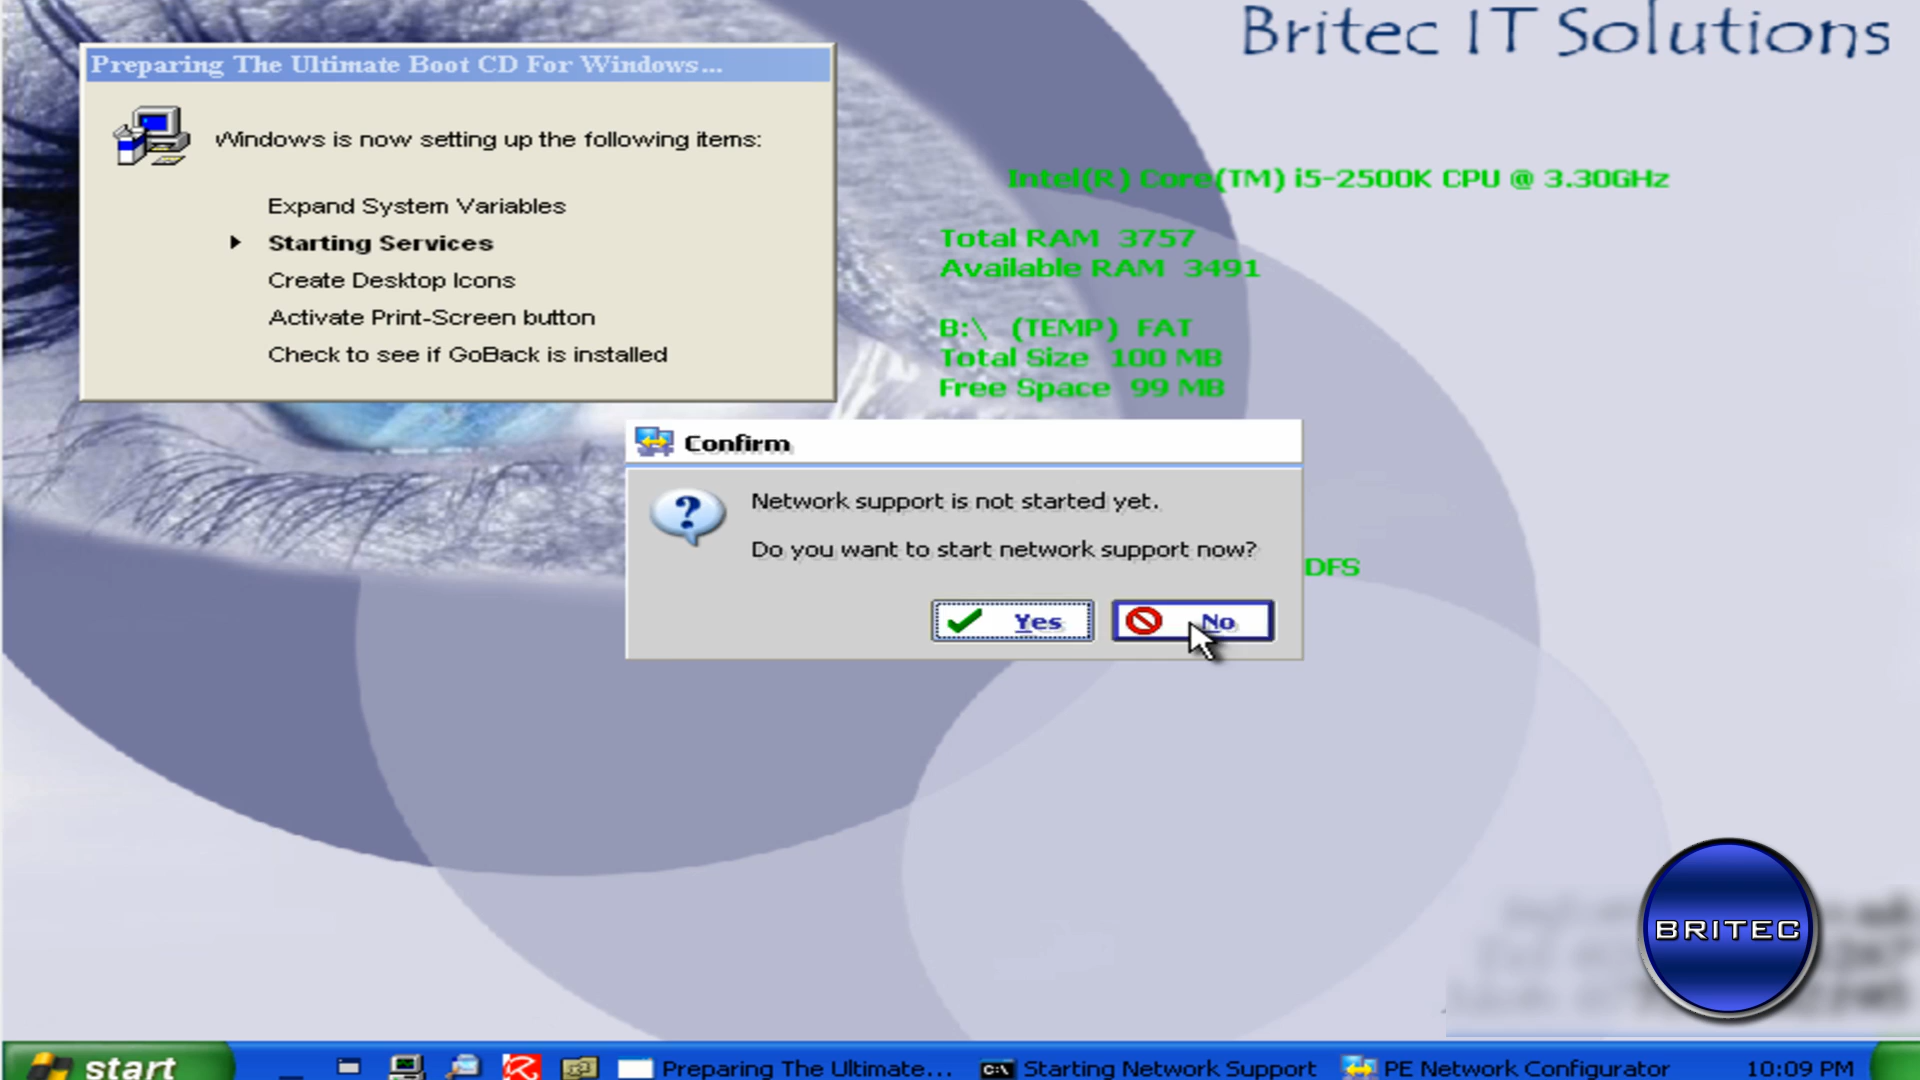 Britec IT Solutions
Preparing The Ultimate Boot CD For Windows...
Windows is now setting up the following items:
Expand System Variables
Starting Services
Create Desktop Icons
Activate Print-Screen button
Check to see if GoBack is installed
Intel(R) Core(TM) i5-2500K CPU @ 3.30GHz
Total RAM 3757
Available RAM 3491
B:\ (TEMP) FAT
Total Size 100 MB
Free Space 99 MB
Confirm
Network support is not started yet.
Do you want to start network support now?
DFS
Yes
No
BRITEC
start
Preparing The Ultimate...
Starting Network Support
PE Network Configurator
10:09 PM